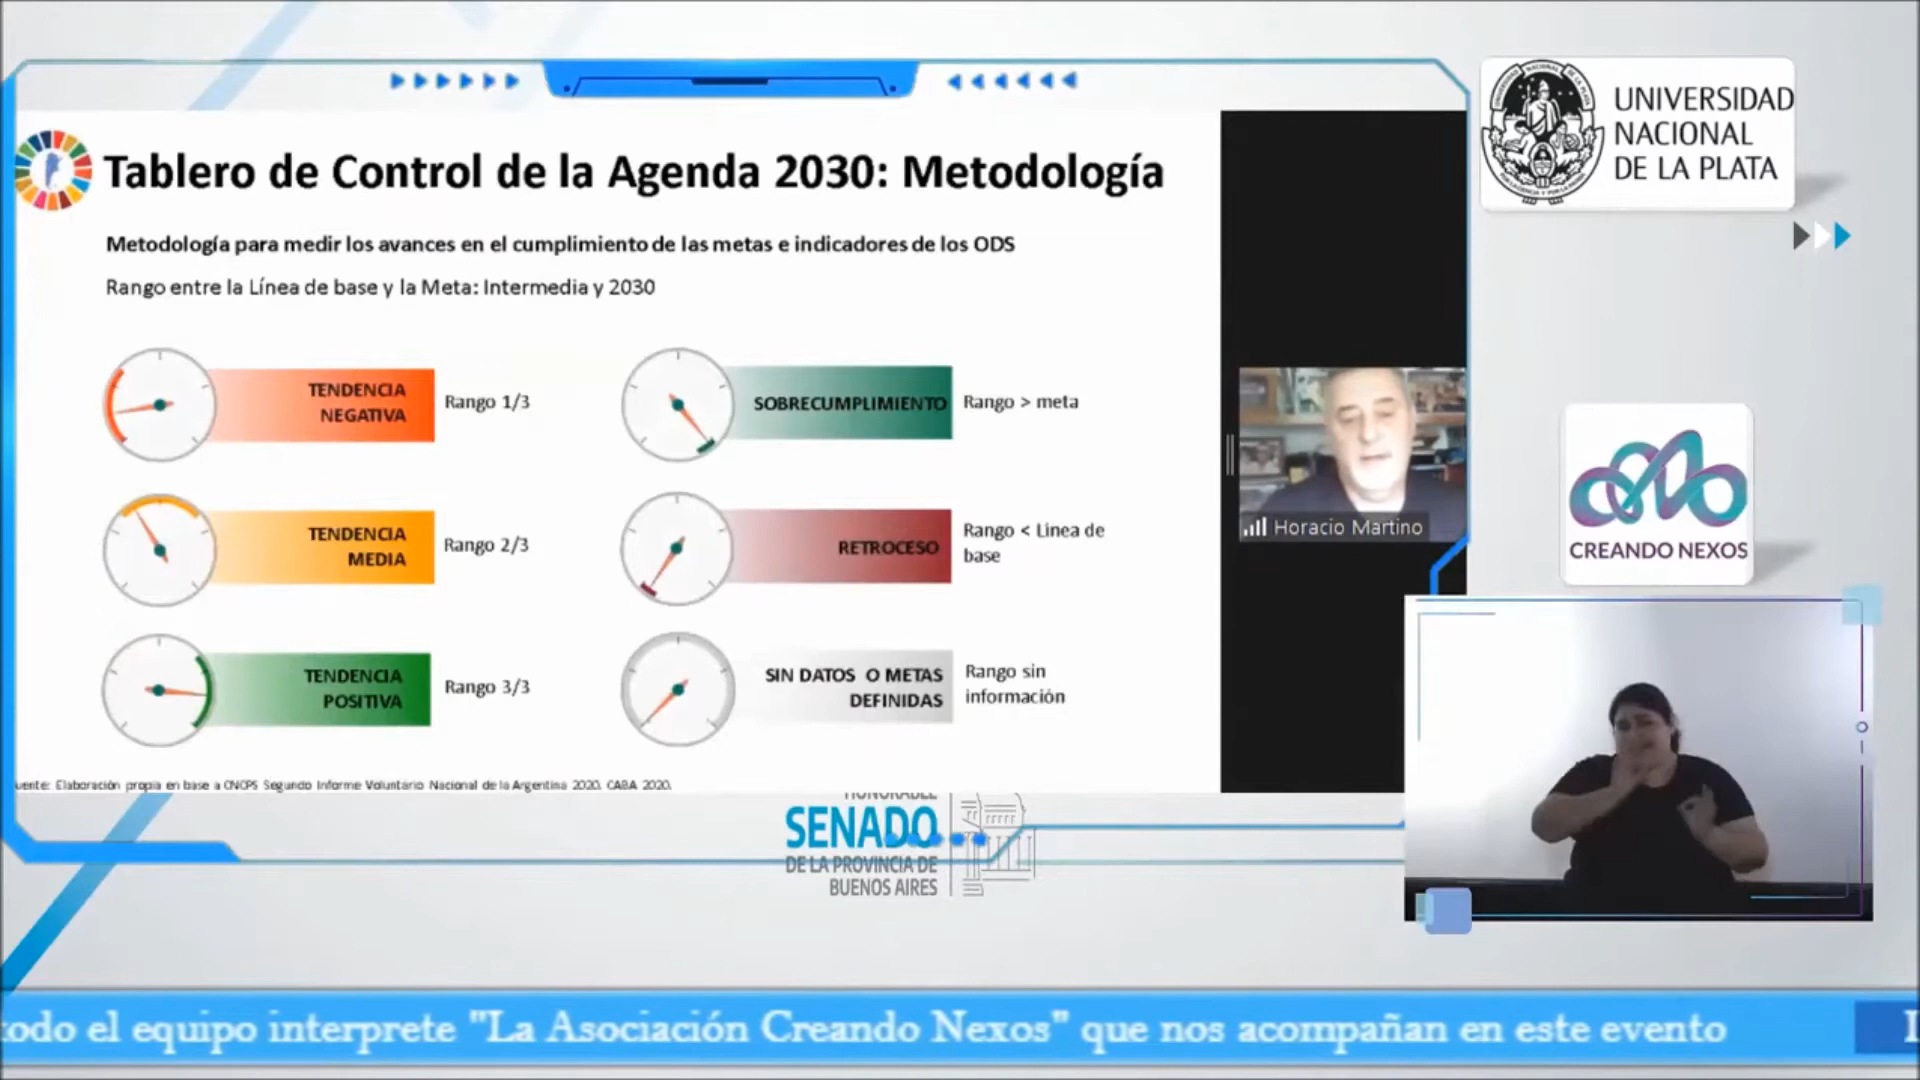 Tablero de Control de la Agenda 2030: Metodología
Metodología para medir los avances en el cumplimiento de las metas e indicadores de los ODS
Rango entre la Línea de base y la Meta: Intermedia y 2030
TENDENCIA
NEGATIVA
Rango 1/3
SOBRECUMPLIMIENTO
Rango > meta
TENDENCIA
MEDIA
Rango 2/3
RETROCESO
Rango < Linea de
base
TENDENCIA
POSITIVA
Rango 3/3
SIN DATOS O METAS
DEFINIDAS
Rango sin
información
uente: Elaboración propia en base a CNCPS Segundo Informe Voluntario Nacional de la Argentina 2020. CABA 2020.
Horacio Martino
UNIVERSIDAD
NACIONAL
DE LA PLATA
CREANDO NEXOS
HONORABLE
SENADO
DE LA PROVINCIA DE
BUENOS AIRES
todo el equipo interprete "La Asociación Creando Nexos" que nos acompañan en este evento